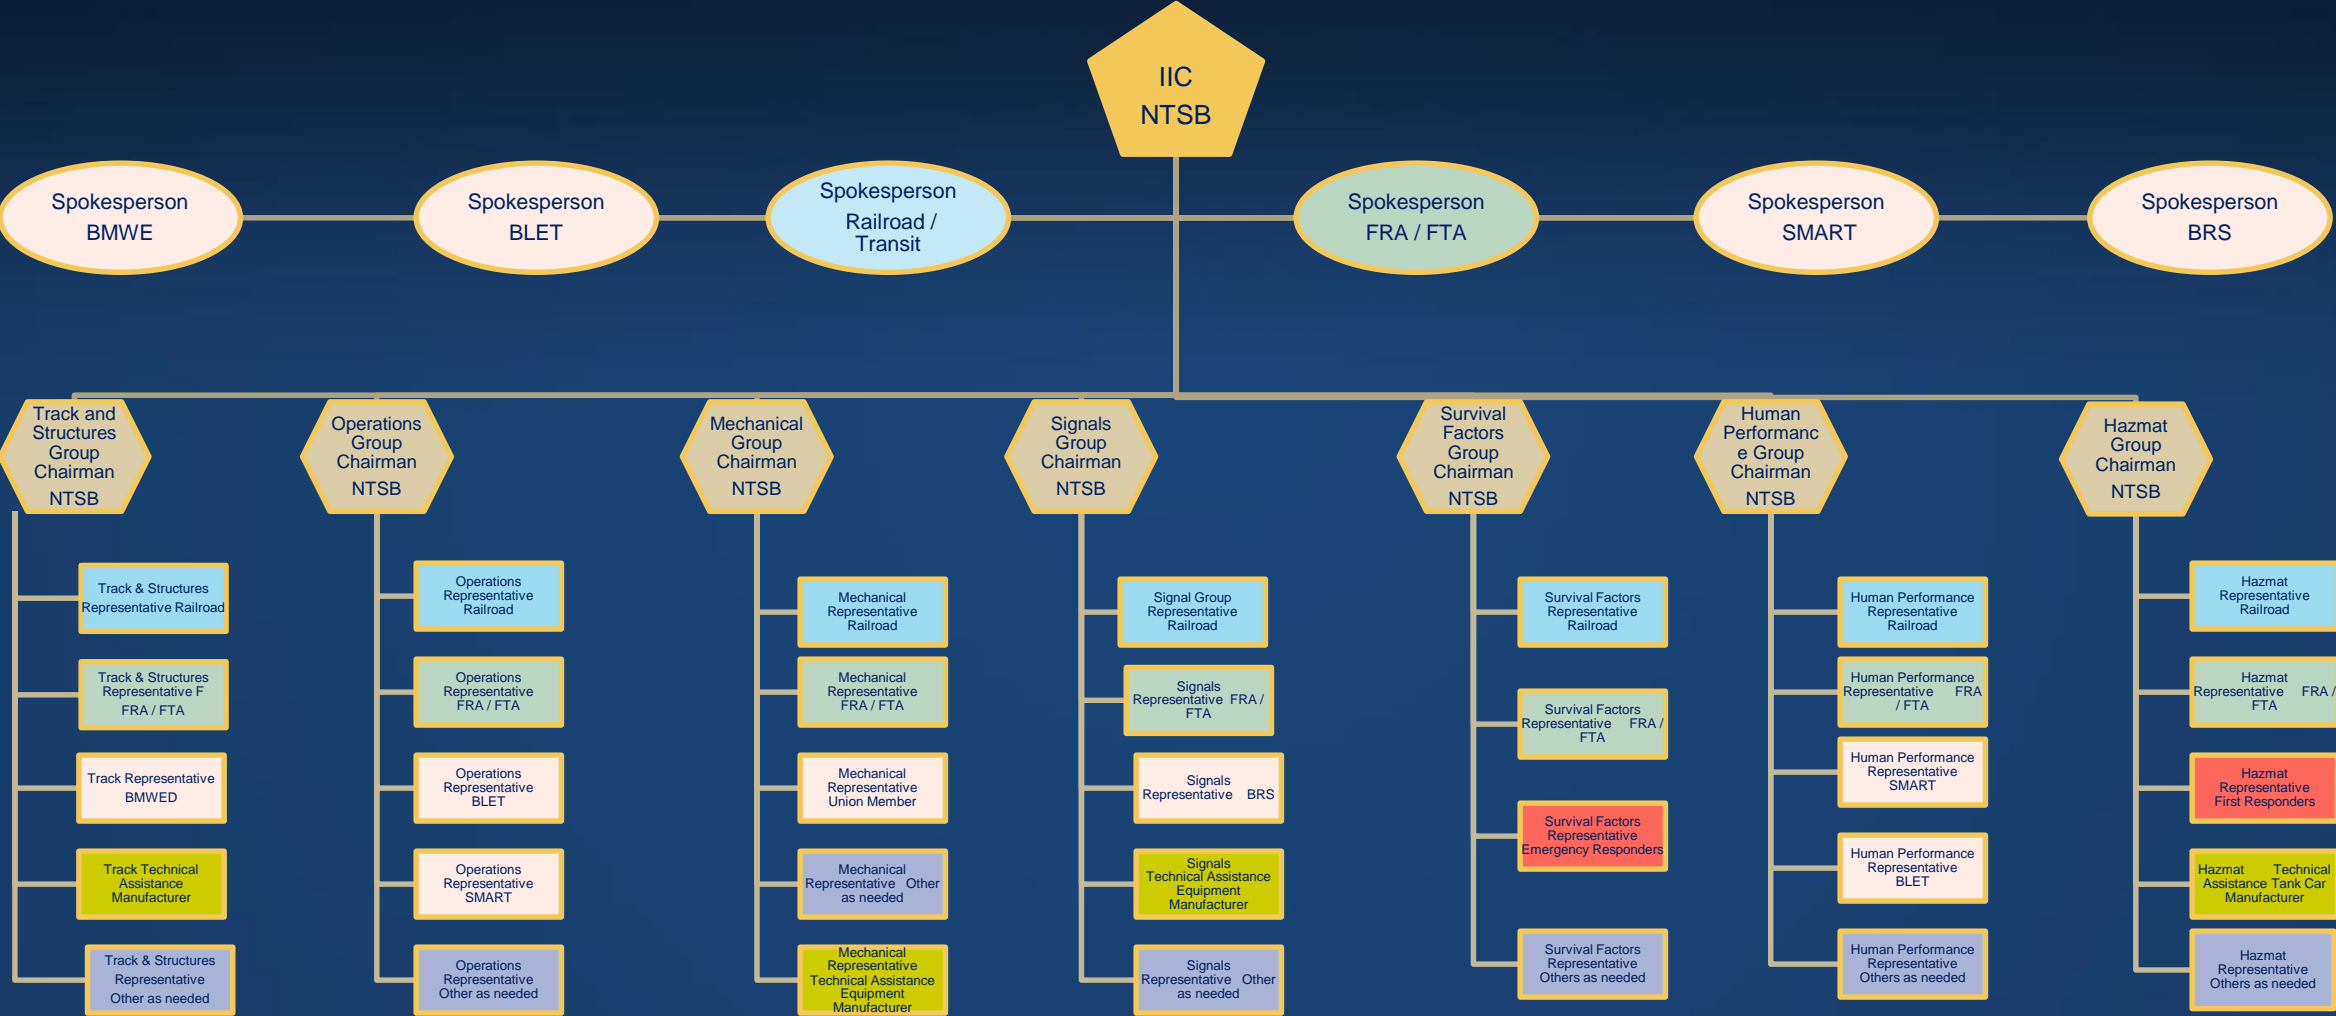 IIC
NTSB
Spokesperson
BMWE
Spokesperson
BLET
Spokesperson
Railroad /
Transit
Spokesperson
FRA / FTA
Spokesperson
SMART
Spokesperson
BRS
Track and
Structures
Group
Chairman
NTSB
Operations
Group
Chairman
NTSB
Mechanical
Group
Chairman
NTSB
Signals
Group
Chairman
NTSB
Survival
Factors
Group
Chairman
NTSB
Human
Performanc
e Group
Chairman
NTSB
Hazmat
Group
Chairman
NTSB
Track & Structures
Representative Railroad
Track & Structures
Representative F
FRA / FTA
Track Representative
BMWED
Track Technical
Assistance
Manufacturer
Track & Structures
Representative
Other as needed
Operations
Representative
Railroad
Operations
Representative
FRA / FTA
Operations
Representative
BLET
Operations
Representative
SMART
Operations
Representative
Other as needed
Mechanical
Representative
Railroad
Mechanical
Representative
FRA / FTA
Mechanical
Representative
Union Member
Mechanical
Representative Other
as needed
Mechanical
Representative
Technical Assistance
Equipment
Manufacturer
Signal Group
Representative
Railroad
Signals
Representative FRA /
FTA
Signals
Representative BRS
Signals
Technical Assistance
Equipment
Manufacturer
Signals
Representative Other
as needed
Survival Factors
Representative
Railroad
Survival Factors
Representative FRA /
FTA
Survival Factors
Representative
Emergency Responders
Survival Factors
Representative
Others as needed
Human Performance
Representative
Railroad
Human Performance
Representative FRA
/ FTA
Human Performance
Representative
SMART
Human Performance
Representative
BLET
Human Performance
Representative
Others as needed
Hazmat
Representative
Railroad
Hazmat
Representative FRA /
FTA
Hazmat
Representative
First Responders
Hazmat Technical
Assistance Tank Car
Manufacturer
Hazmat
Representative
Others as needed